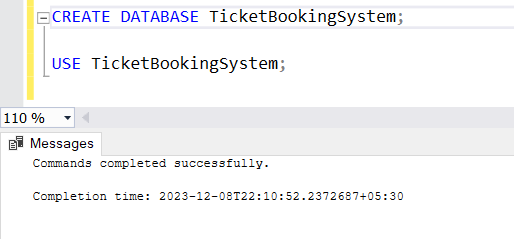 CREATE DATABASE TicketBookingSystem;
USE TicketBookingSystem;
110 %
Messages
Commands completed successfully.
Completion time: 2023-12-08T22:10:52.2372687+05:30